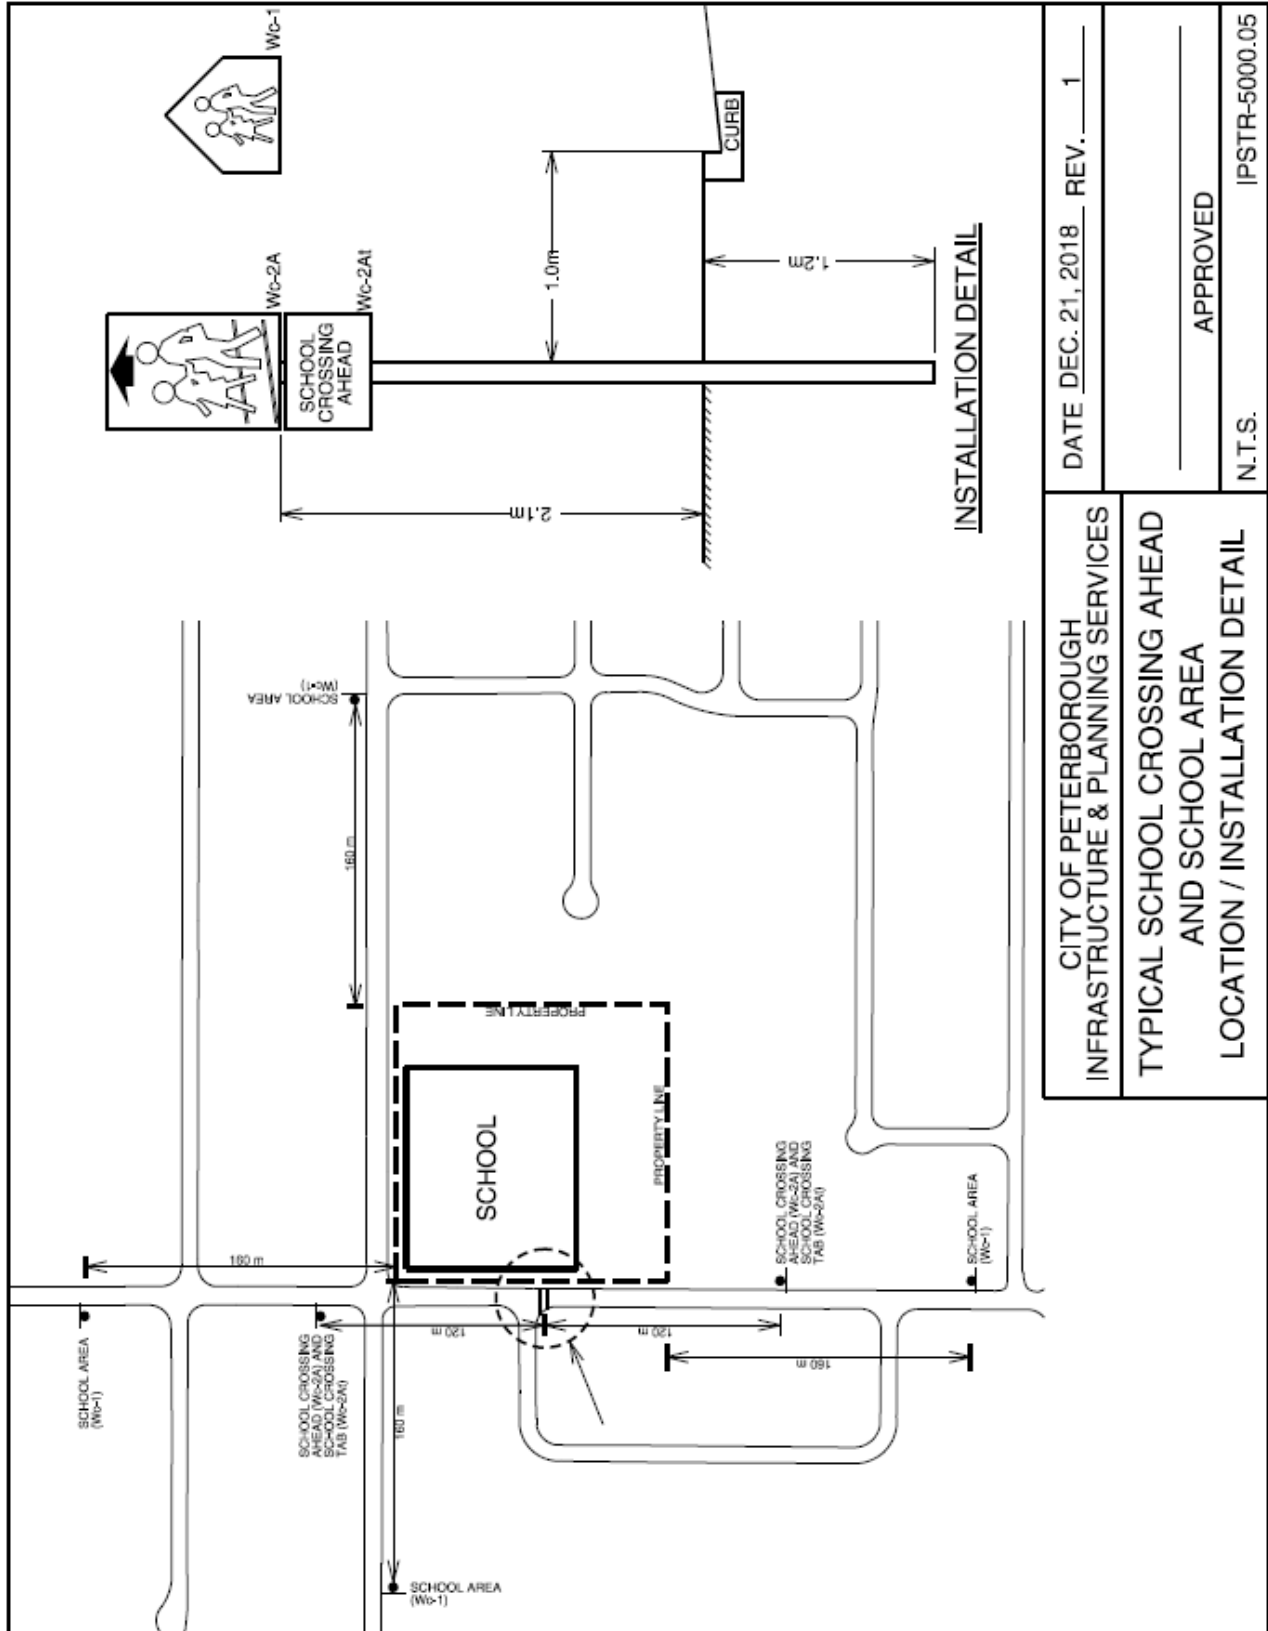 SCHOOL AREA
(Wc-1)
160 m
SCHOOL CROSSING
AHEAD (Wc-2A) AND
SCHOOL CROSSING
TAB (Wc-2At)
160 m
SCHOOL AREA
(Wc-1)
120 m
120 m
160 m
SCHOOL
PROPERTY LINE
PROPERTY LINE
SCHOOL CROSSING
AHEAD (Wc-2A) AND
SCHOOL CROSSING
TAB (Wc-2At)
SCHOOL AREA
(Wc-1)
160 m
SCHOOL AREA
(Wc-1)
Wc-2A
SCHOOL
CROSSING
AHEAD
Wc-2At
Wc-1
2.1m
1.0m
1.2m
CURB
INSTALLATION DETAIL
CITY OF PETERBOROUGH
INFRASTRUCTURE & PLANNING SERVICES
TYPICAL SCHOOL CROSSING AHEAD
AND SCHOOL AREA
LOCATION / INSTALLATION DETAIL
DATE DEC. 21, 2018 REV. 1
APPROVED
N.T.S. IPSTR-5000.05